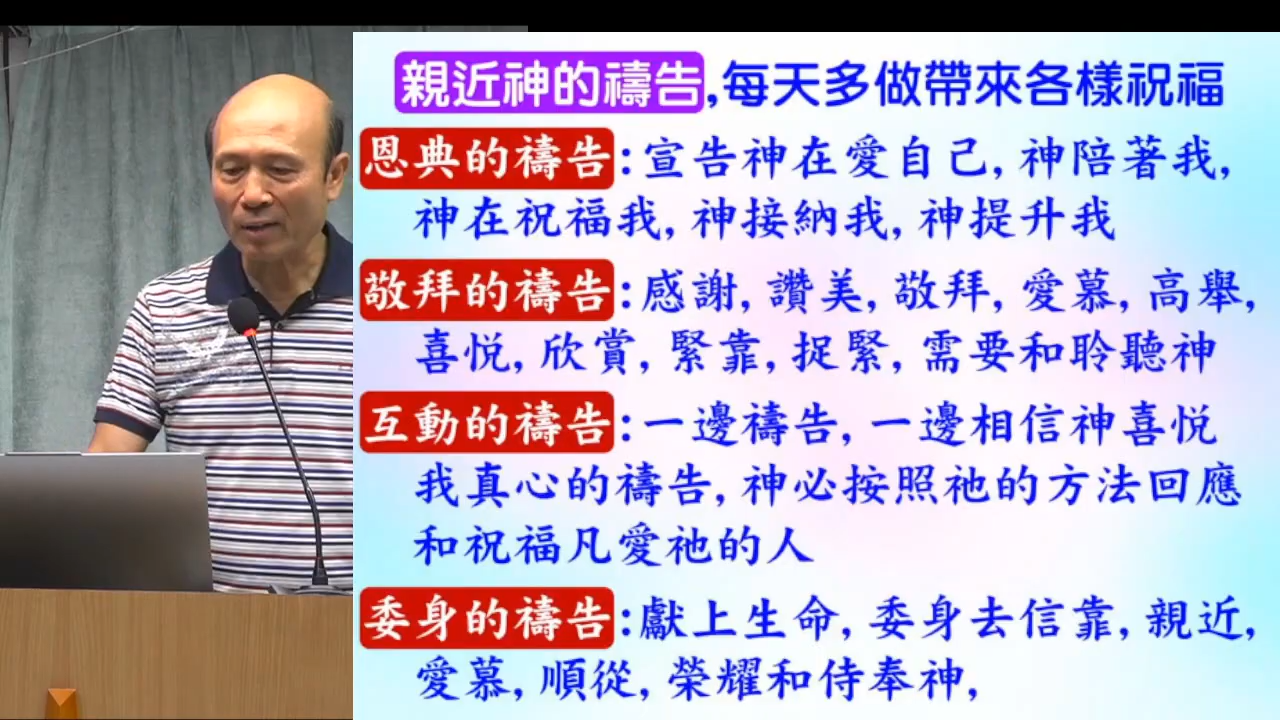 親近神的禱告,每天多做帶來各樣祝福
恩典的禱告:宣告神在愛自己,神陪著我,
神在祝福我,神接納我,神提升我
敬拜的禱告:感謝,讚美,敬拜,愛慕,高舉,
喜悅,欣賞,緊靠,捉緊,需要和聆聽神
互動的禱告:一邊禱告,一邊相信神喜悅
我真心的禱告,神必按照祂的方法回應
和祝福凡愛祂的人
委身的禱告:獻上生命,委身去信靠,親近,
愛慕,順從,榮耀和侍奉神,